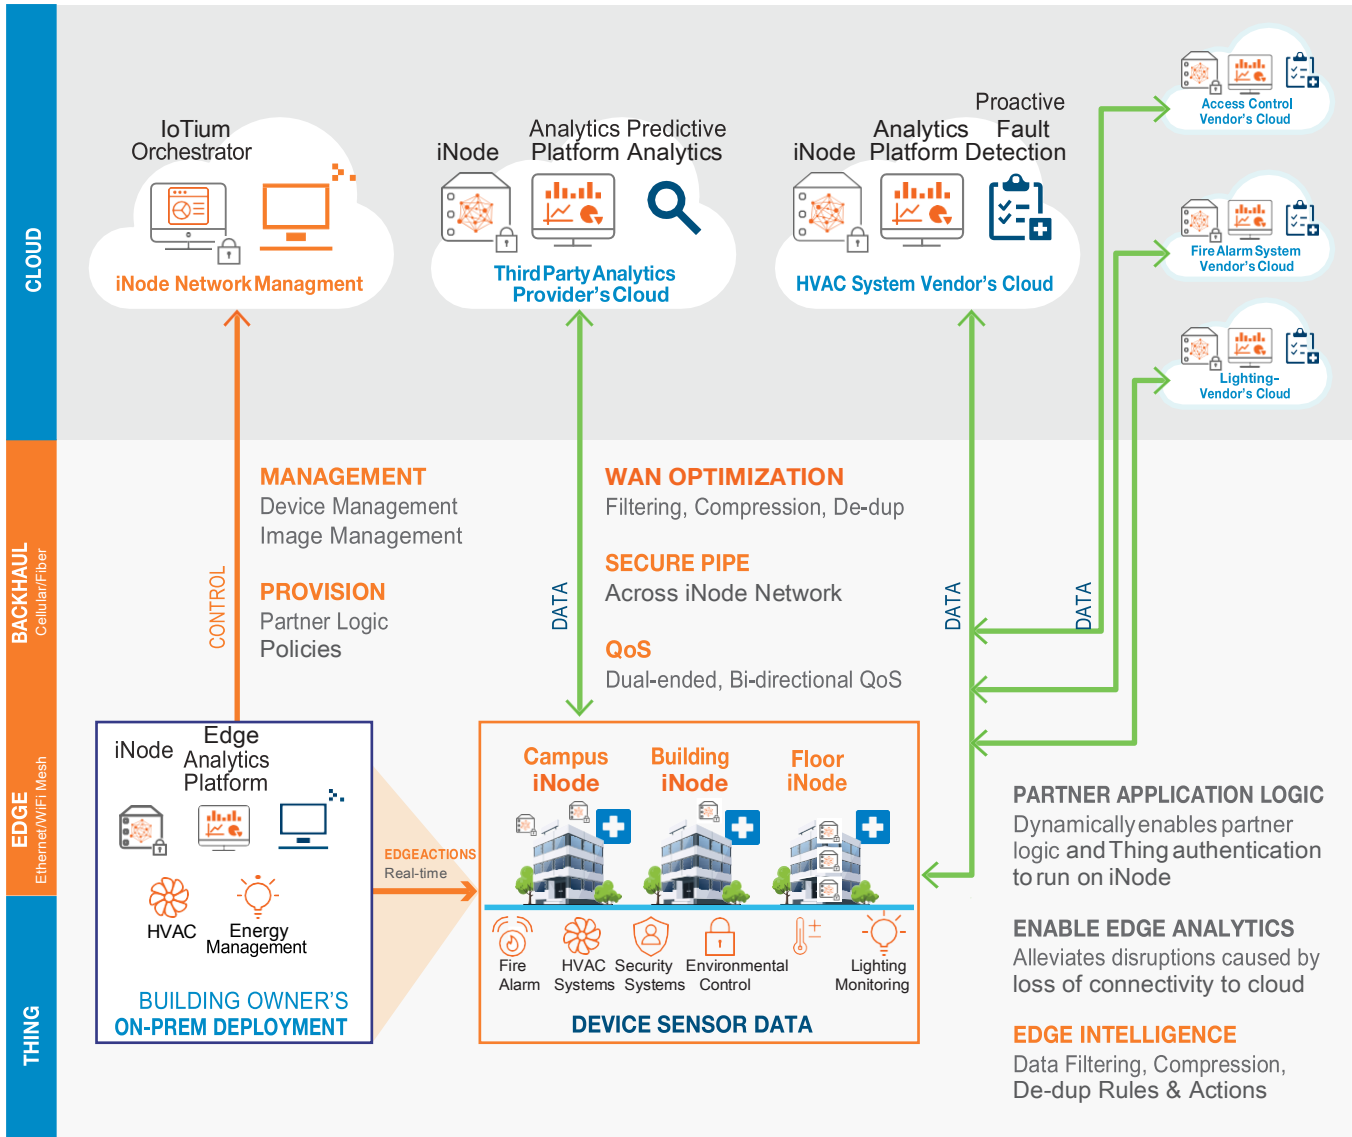 CLOUD
BACKHAUL
Cellular/Fiber
EDGE
Ethernet/WiFi Mesh
THING
IoTium
Orchestrator
iNode Network Managment
iNode
Analytics
Platform
Predictive
Analytics
Third Party Analytics
Provider's Cloud
iNode
Analytics
Platform
Proactive
Fault
Detection
HVAC System Vendor's Cloud
Access Control
Vendor's Cloud
Fire Alarm System
Vendor's Cloud
Lighting–
Vendor's Cloud
CONTROL
MANAGEMENT
Device Management
Image Management
PROVISION
Partner Logic
Policies
DATA
WAN OPTIMIZATION
Filtering, Compression, De-dup
SECURE PIPE
Across iNode Network
QoS
Dual-ended, Bi-directional QoS
DATA
DATA
iNode
Edge
Analytics
Platform
HVAC
Energy
Management
BUILDING OWNER'S
ON-PREM DEPLOYMENT
EDGEACTIONS
Real-time
Campus
iNode
Building
iNode
Floor
iNode
Fire
Alarm
HVAC
Systems
Security
Systems
Environmental
Control
Lighting
Monitoring
DEVICE SENSOR DATA
PARTNER APPLICATION LOGIC
Dynamically enables partner
logic and Thing authentication
to run on iNode
ENABLE EDGE ANALYTICS
Alleviates disruptions caused by
loss of connectivity to cloud
EDGE INTELLIGENCE
Data Filtering, Compression,
De-dup Rules & Actions